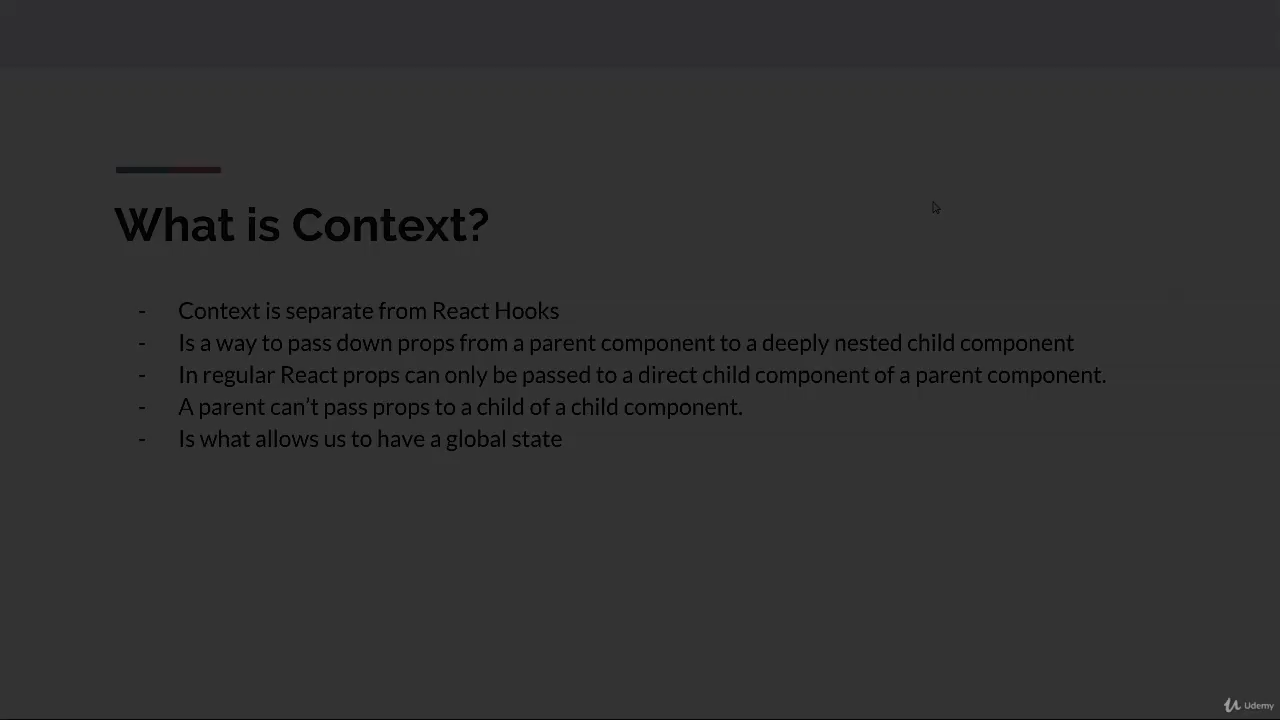 What is Context?
- Context is separate from React Hooks
- Is a way to pass down props from a parent component to a deeply nested child component
- In regular React props can only be passed to a direct child component of a parent component.
- A parent can’t pass props to a child of a child component.
- Is what allows us to have a global state
Udemy